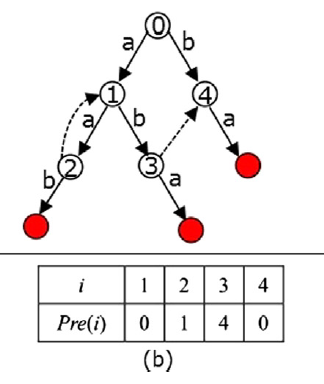 0
a b
1 4
a b a
2 3
b a
i 1 2 3 4
Pre(i) 0 1 4 0
(b)